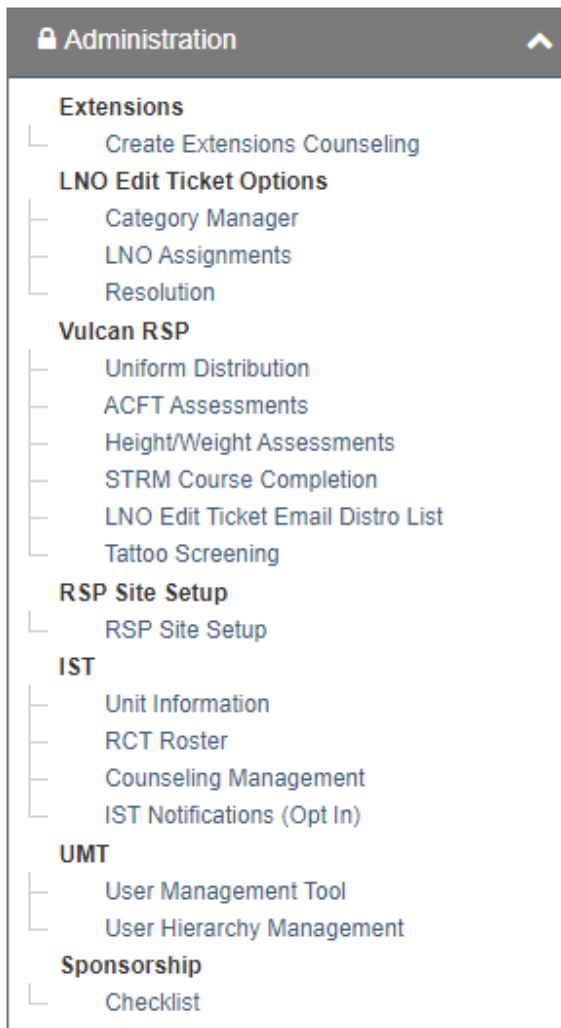 Administration
Extensions
Create Extensions Counseling
LNO Edit Ticket Options
Category Manager
LNO Assignments
Resolution
Vulcan RSP
Uniform Distribution
ACFT Assessments
Height/Weight Assessments
STRM Course Completion
LNO Edit Ticket Email Distro List
Tattoo Screening
RSP Site Setup
RSP Site Setup
IST
Unit Information
RCT Roster
Counseling Management
IST Notifications (Opt In)
UMT
User Management Tool
User Hierarchy Management
Sponsorship
Checklist